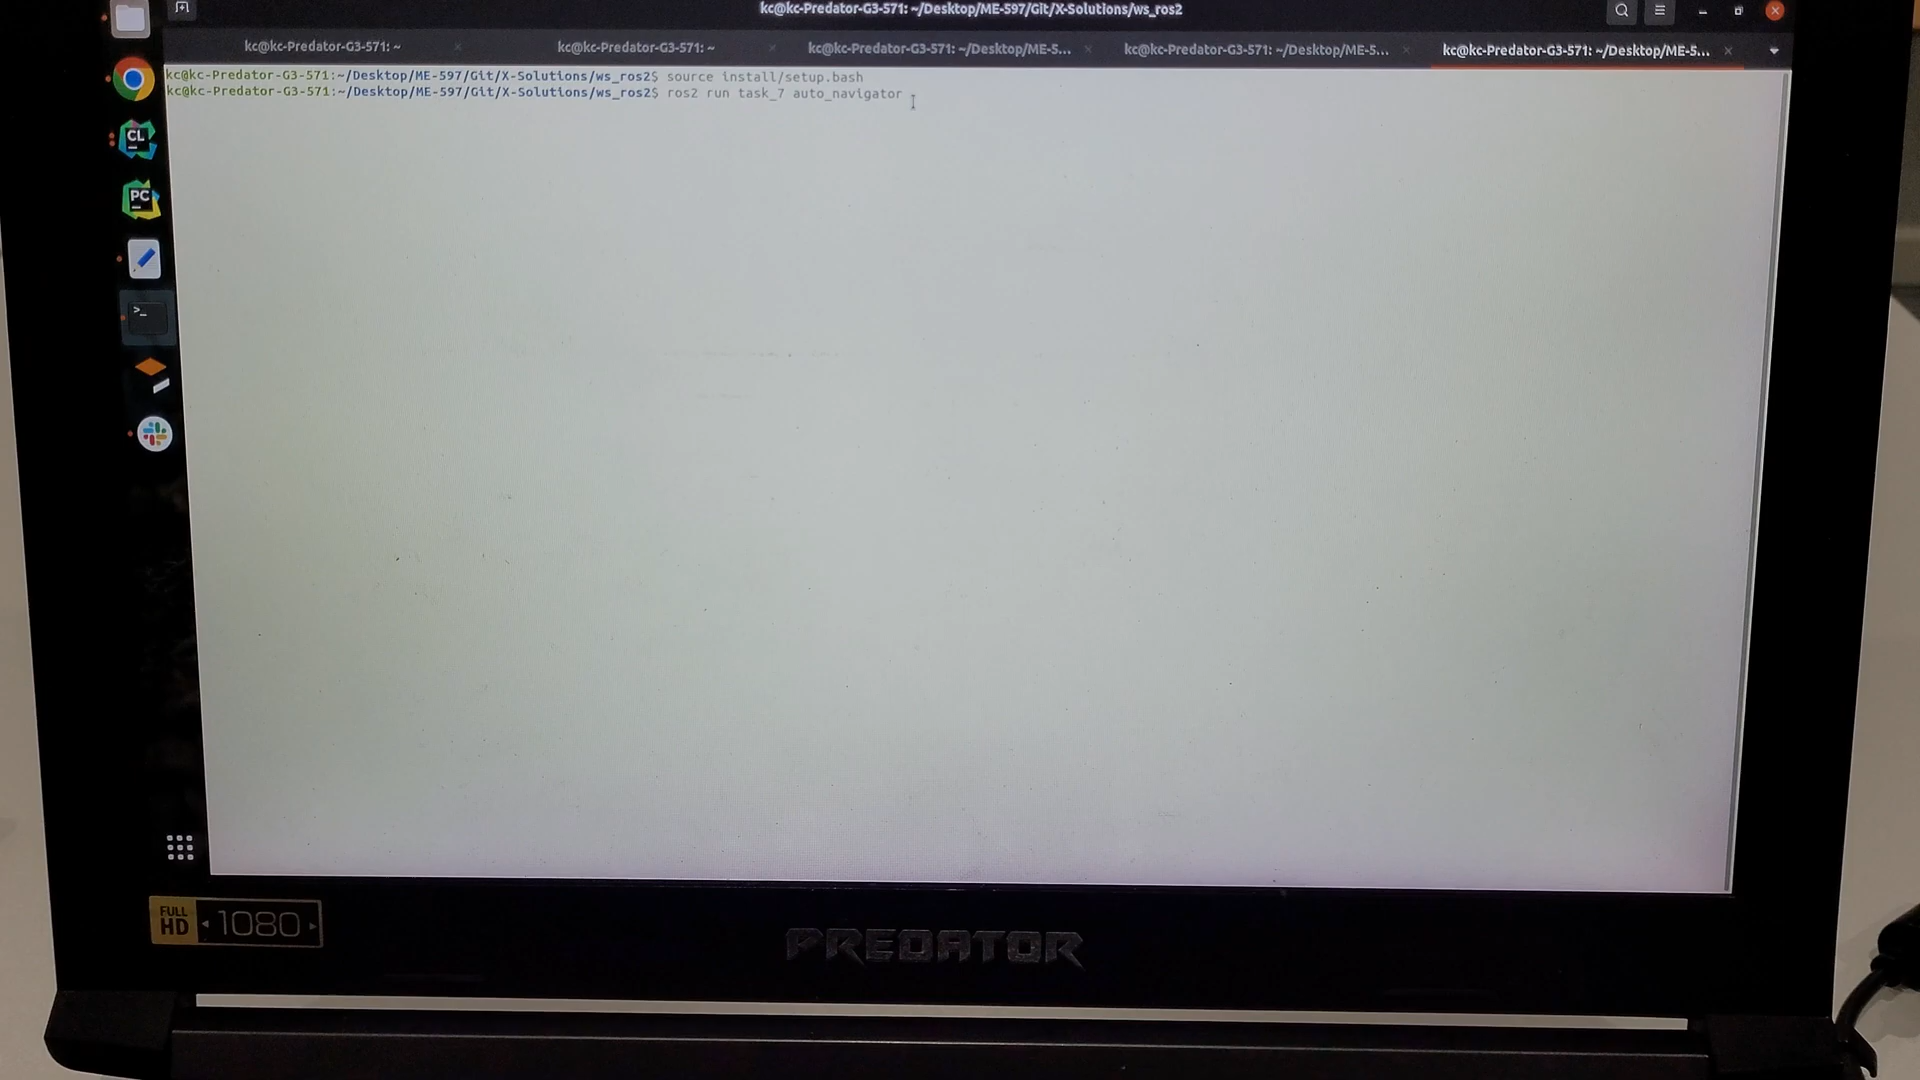 kc@kc-Predator-G3-571: ~/Desktop/ME-597/Git/X-Solutions/ws_ros2
kc@kc-Predator-G3-571: ~
kc@kc-Predator-G3-571: ~
kc@kc-Predator-G3-571: ~/Desktop/ME-5...
kc@kc-Predator-G3-571: ~/Desktop/ME-5...
kc@kc-Predator-G3-571: ~/Desktop/ME-5...
kc@kc-Predator-G3-571:~/Desktop/ME-597/Git/X-Solutions/ws_ros2$ source install/setup.bash
kc@kc-Predator-G3-571:~/Desktop/ME-597/Git/X-Solutions/ws_ros2$ ros2 run task_7 auto_navigator
CL
PC
>_
FULL HD 1080
PREDATOR